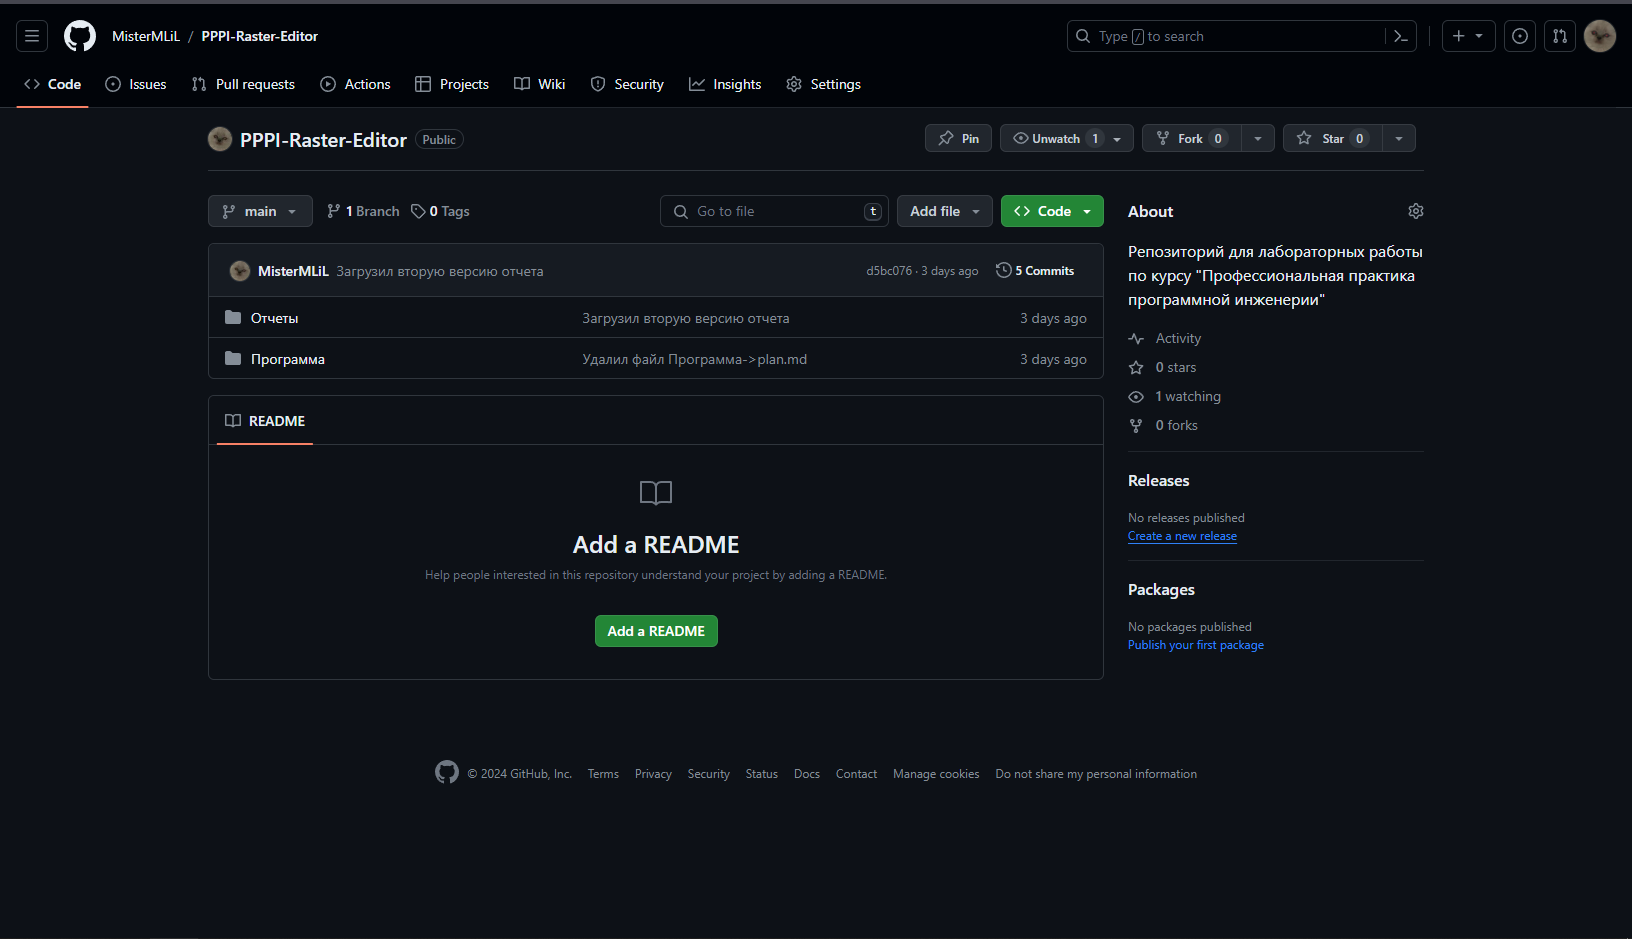 MisterMLiL / PPPI-Raster-Editor
Type / to search
Code Issues Pull requests Actions Projects Wiki Security Insights Settings
PPPI-Raster-Editor Public
Pin Unwatch 1 Fork 0 Star 0
main 1 Branch 0 Tags
Go to file t
Add file
Code
MisterMLiL Загрузил вторую версию отчета
d5bc076 · 3 days ago 5 Commits
Отчеты Загрузил вторую версию отчета 3 days ago
Программа Удалил файл Программа->plan.md 3 days ago
README
Add a README
Help people interested in this repository understand your project by adding a README.
Add a README
About
Репозиторий для лабораторных работы
по курсу "Профессиональная практика
программной инженерии"
Activity
0 stars
1 watching
0 forks
Releases
No releases published
Create a new release
Packages
No packages published
Publish your first package
© 2024 GitHub, Inc. Terms Privacy Security Status Docs Contact Manage cookies Do not share my personal information